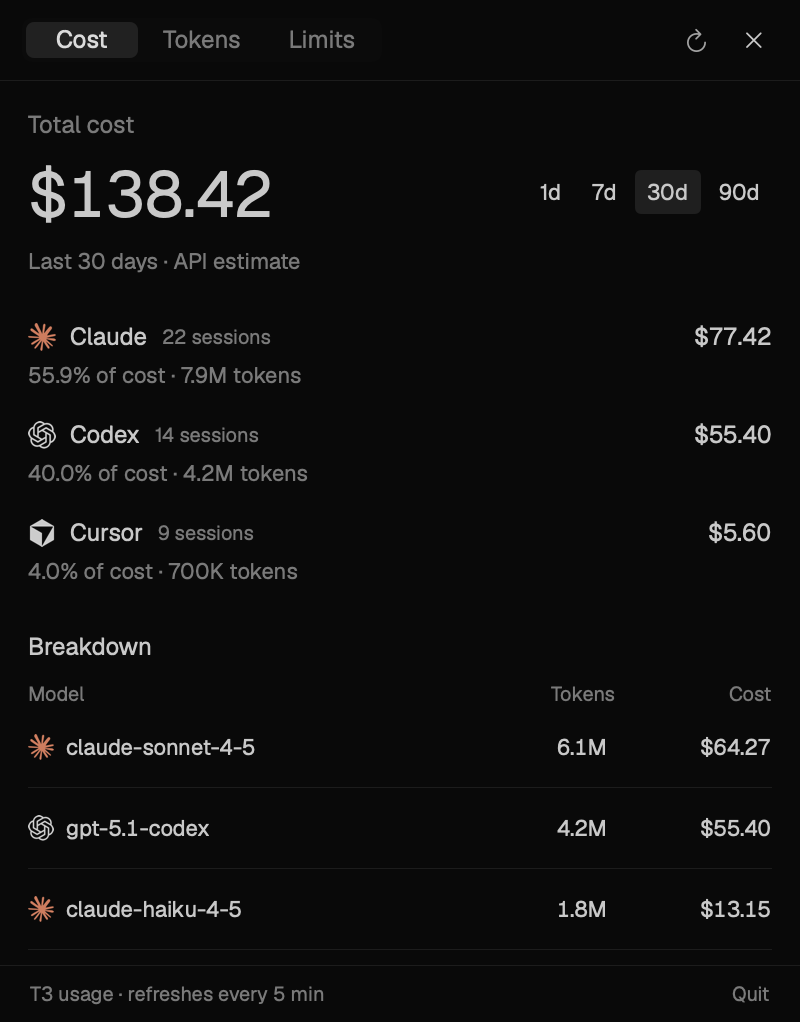 Cost Tokens Limits
Total cost
$138.42
1d 7d 30d 90d
Last 30 days · API estimate
Claude 22 sessions $77.42
55.9% of cost · 7.9M tokens
Codex 14 sessions $55.40
40.0% of cost · 4.2M tokens
Cursor 9 sessions $5.60
4.0% of cost · 700K tokens
Breakdown
Model Tokens Cost
claude-sonnet-4-5 6.1M $64.27
gpt-5.1-codex 4.2M $55.40
claude-haiku-4-5 1.8M $13.15
T3 usage · refreshes every 5 min Quit